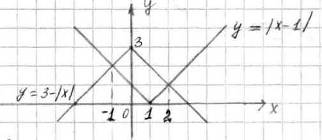 y
y=|x-1|
3
y=3-|x|
-1 0 1 2 x